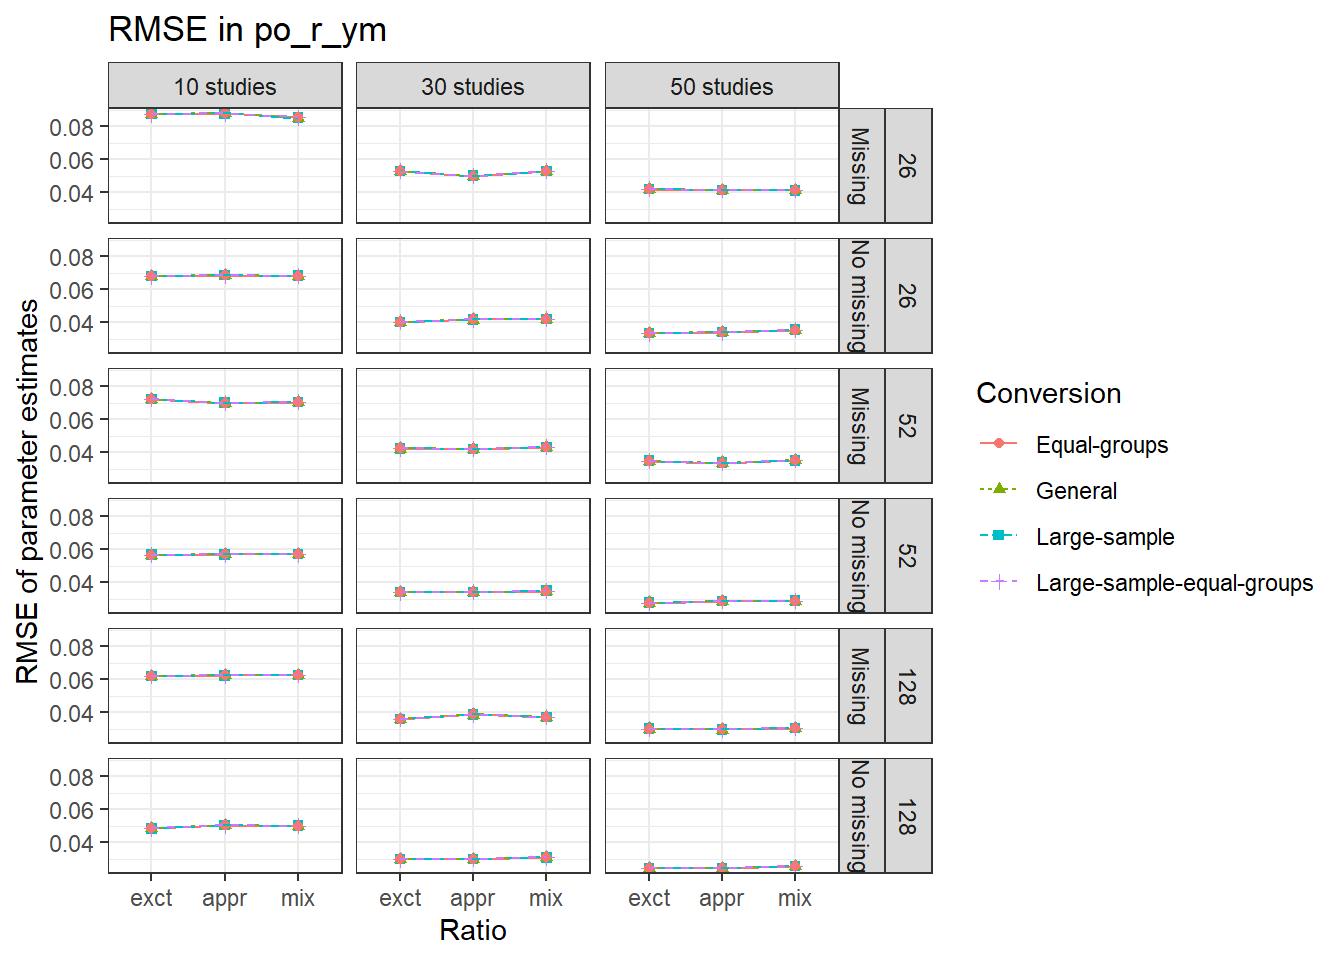 RMSE in po_r_ym
10 studies
30 studies
50 studies
RMSE of parameter estimates
0.08
0.06
0.04
Missing
26
0.08
0.06
0.04
No missing
26
0.08
0.06
0.04
Missing
52
0.08
0.06
0.04
No missing
52
0.08
0.06
0.04
Missing
128
0.08
0.06
0.04
No missing
128
exct
appr
mix
exct
appr
mix
exct
appr
mix
Ratio
Conversion
Equal-groups
General
Large-sample
Large-sample-equal-groups